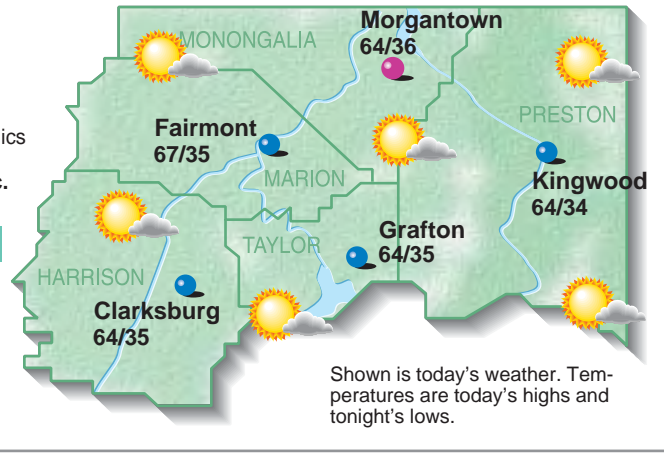 Morgantown
64/36
MONONGALIA
ics
PRESTON
Fairmont
67/35
c.
MARION
Kingwood
64/34
Grafton
64/35
TAYLOR
HARRISON
Clarksburg
64/35
Shown is today’s weather. Tem-
peratures are today’s highs and
tonight’s lows.